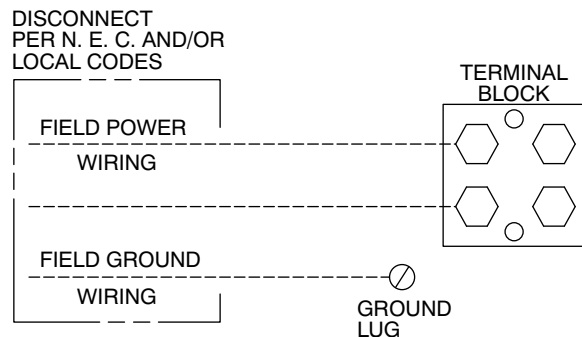 DISCONNECT
PER N. E. C. AND/OR
LOCAL CODES
TERMINAL
BLOCK
FIELD POWER
WIRING
FIELD GROUND
WIRING
GROUND
LUG